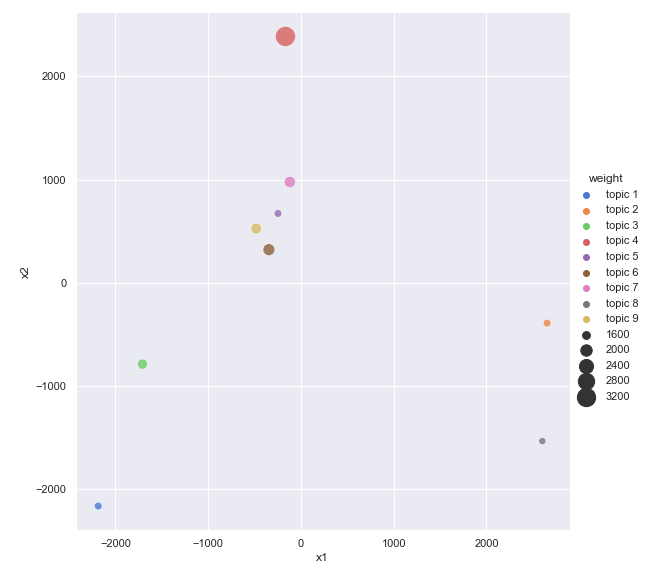 2000
1000
0
−1000
−2000
x2
−2000
−1000
0
1000
2000
x1
weight
topic 1
topic 2
topic 3
topic 4
topic 5
topic 6
topic 7
topic 8
topic 9
1600
2000
2400
2800
3200